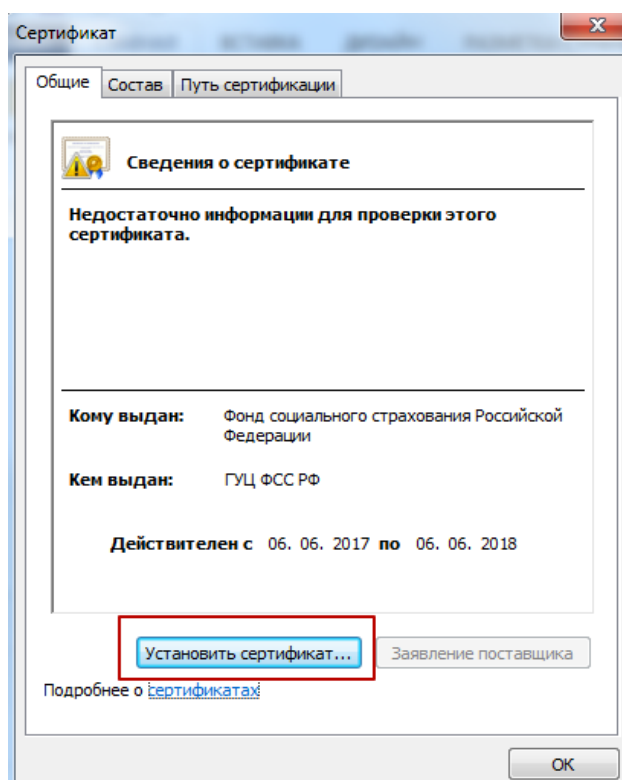 Сертификат
Общие Состав Путь сертификации
Сведения о сертификате
Недостаточно информации для проверки этого
сертификата.
Кому выдан: Фонд социального страхования Российской
Федерации
Кем выдан: ГУЦ ФСС РФ
Действителен с 06. 06. 2017 по 06. 06. 2018
Установить сертификат... Заявление поставщика
Подробнее о сертификатах
ОК